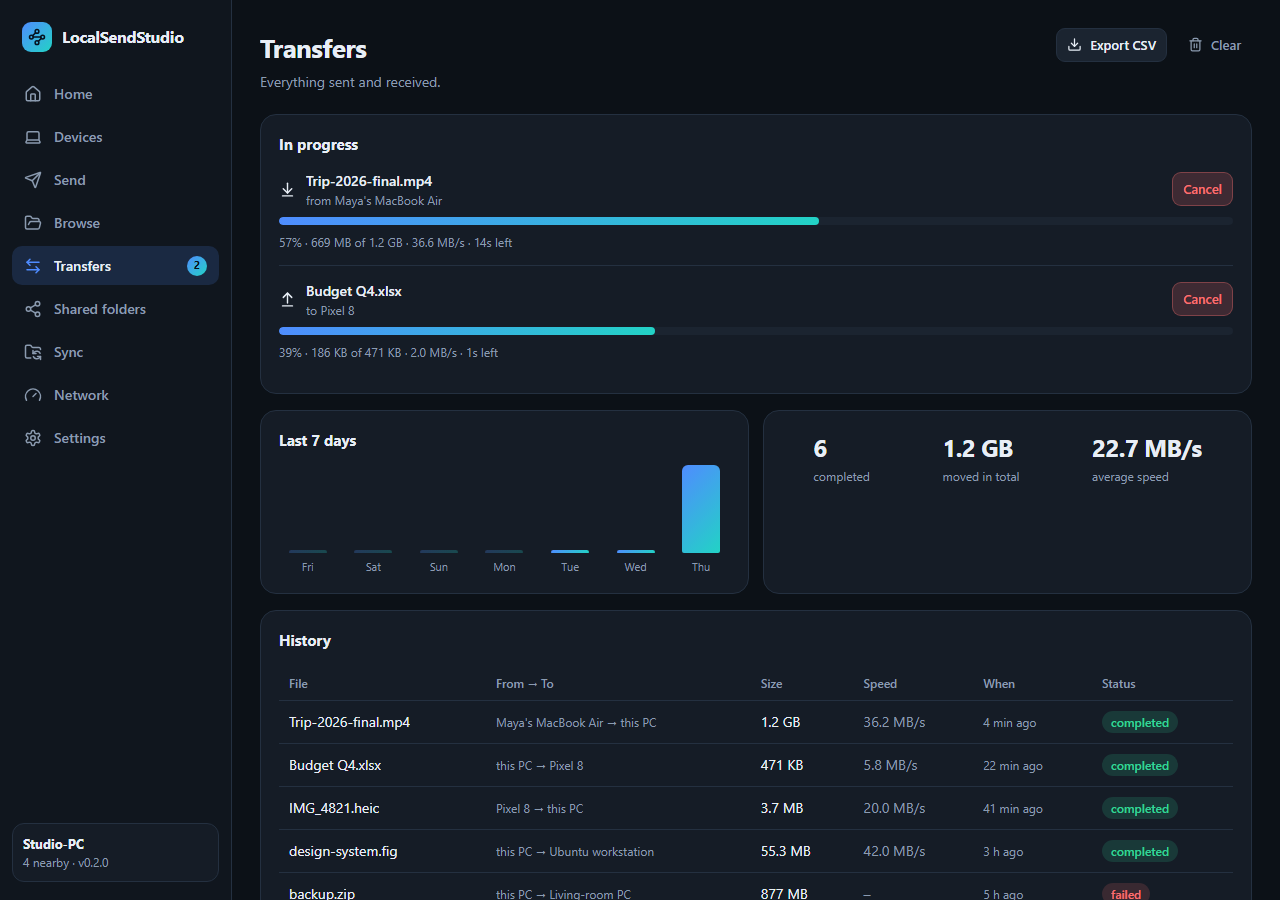 LocalSendStudio
Home
Devices
Send
Browse
Transfers 2
Shared folders
Sync
Network
Settings
Studio-PC
4 nearby · v0.2.0
Transfers
Everything sent and received.
Export CSV
Clear
In progress
Trip-2026-final.mp4
from Maya's MacBook Air
Cancel
57% · 669 MB of 1.2 GB · 36.6 MB/s · 14s left
Budget Q4.xlsx
to Pixel 8
Cancel
39% · 186 KB of 471 KB · 2.0 MB/s · 1s left
Last 7 days
Fri Sat Sun Mon Tue Wed Thu
6 1.2 GB 22.7 MB/s
completed moved in total average speed
History
File From → To Size Speed When Status
Trip-2026-final.mp4 Maya's MacBook Air → this PC 1.2 GB 36.2 MB/s 4 min ago completed
Budget Q4.xlsx this PC → Pixel 8 471 KB 5.8 MB/s 22 min ago completed
IMG_4821.heic Pixel 8 → this PC 3.7 MB 20.0 MB/s 41 min ago completed
design-system.fig this PC → Ubuntu workstation 55.3 MB 42.0 MB/s 3 h ago completed
backup.zip this PC → Living-room PC 877 MB – 5 h ago failed